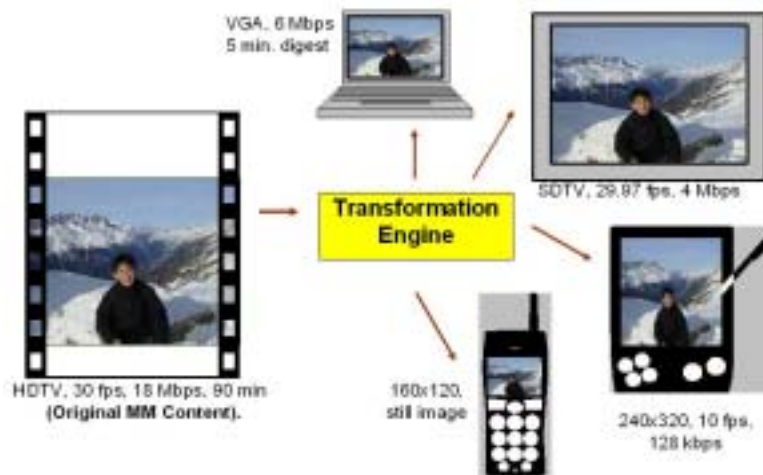 VGA, 6 Mbps
5 min. digest
SDTV, 29.97 fps, 4 Mbps
Transformation
Engine
HDTV, 30 fps, 18 Mbps, 90 min
(Original MM Content).
160x120,
still image
240x320, 10 fps,
128 kbps